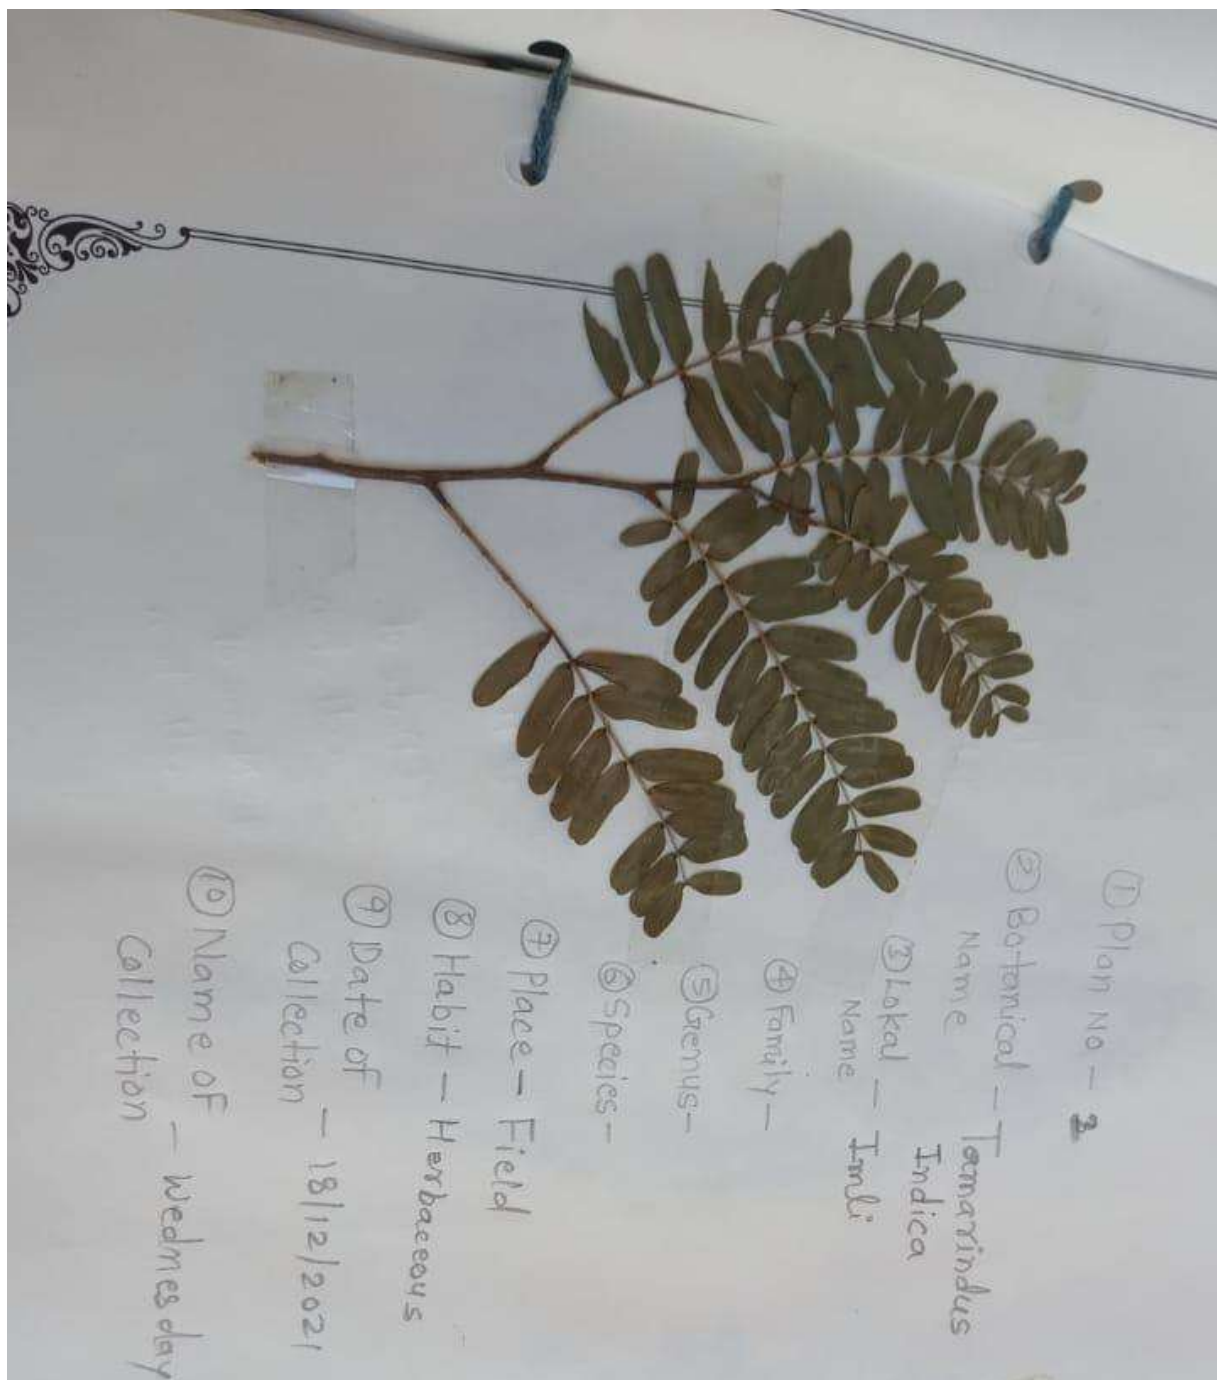 ① Plan No - 2
② Botanical - Tamarindus
Name Indica
③ Lokal - Imli
Name
④ Family -
⑤ Genus -
⑥ Species -
⑦ Place - Field
⑧ Habit - Herbaceous
⑨ Date of
Collection - 18/12/2021
⑩ Name of - Wednesday
Collection